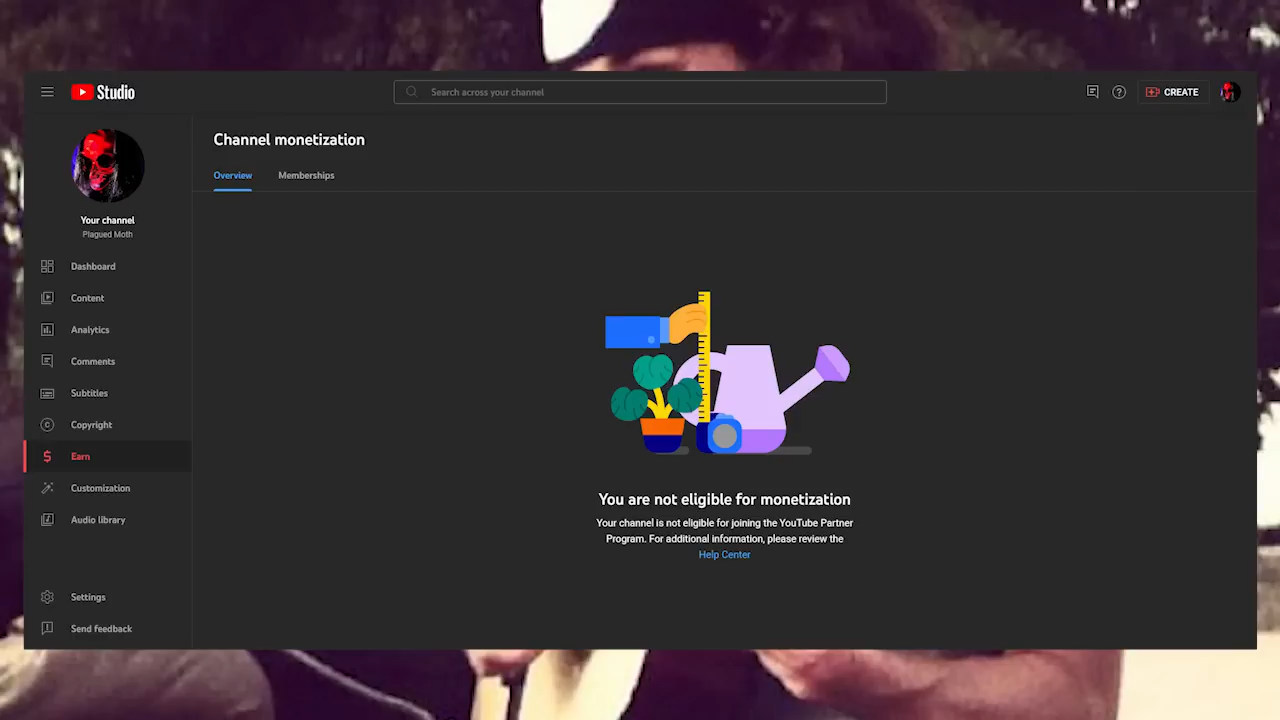 Studio
Search across your channel
CREATE
Channel monetization
Overview
Memberships
Your channel
Plagued Moth
Dashboard
Content
Analytics
Comments
Subtitles
Copyright
Earn
Customization
Audio library
Settings
Send feedback
You are not eligible for monetization
Your channel is not eligible for joining the YouTube Partner
Program. For additional information, please review the
Help Center